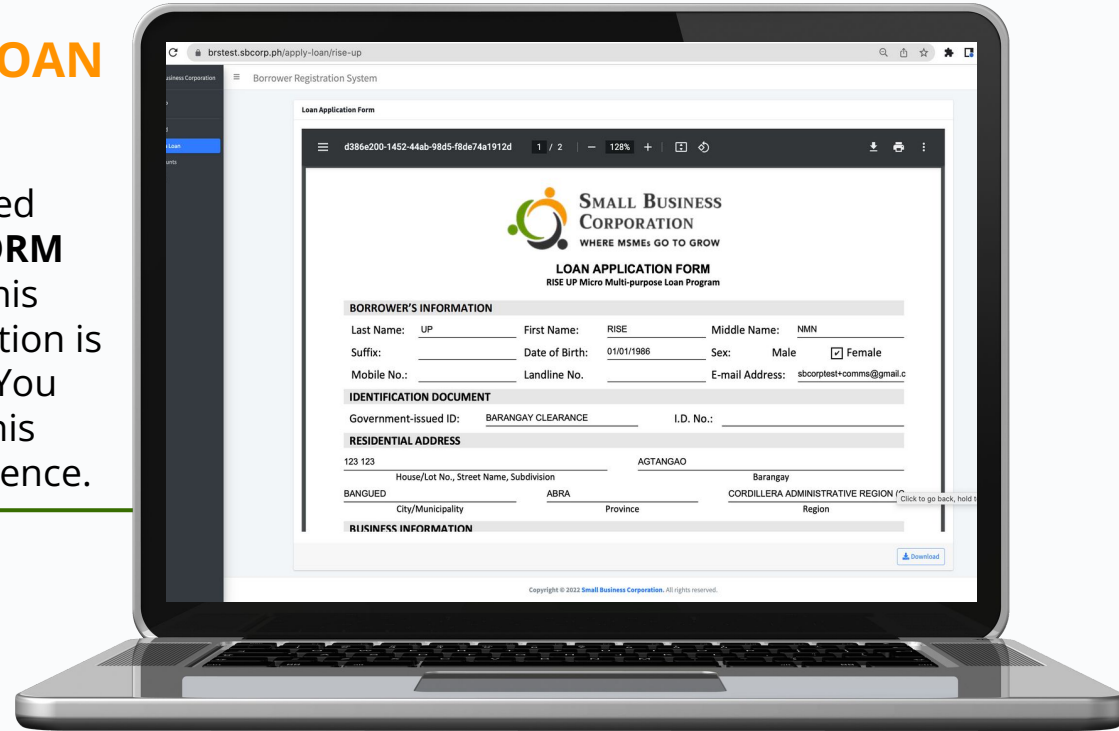 OAN
ed
ORM
his
tion is
You
his
ence.
brstest.sbcorp.ph/apply-loan/rise-up
Business Corporation
Borrower Registration System
Loan
unts
Loan Application Form
d386e200-1452-44ab-98d5-f8de74a1912d 1 / 2 128%
SMALL BUSINESS
CORPORATION
WHERE MSMEs GO TO GROW
LOAN APPLICATION FORM
RISE UP Micro Multi-purpose Loan Program
BORROWER'S INFORMATION
Last Name: UP First Name: RISE Middle Name: NMN
Suffix: Date of Birth: 01/01/1986 Sex: Male Female
Mobile No.: Landline No. E-mail Address: sbcorptest+comms@gmail.c
IDENTIFICATION DOCUMENT
Government-issued ID: BARANGAY CLEARANCE I.D. No.:
RESIDENTIAL ADDRESS
123 123 AGTANGAO
House/Lot No., Street Name, Subdivision Barangay
BANGUED ABRA CORDILLERA ADMINISTRATIVE REGION (C
Click to go back, hold t
City/Municipality Province Region
BUSINESS INFORMATION
Download
Copyright © 2022 Small Business Corporation. All rights reserved.